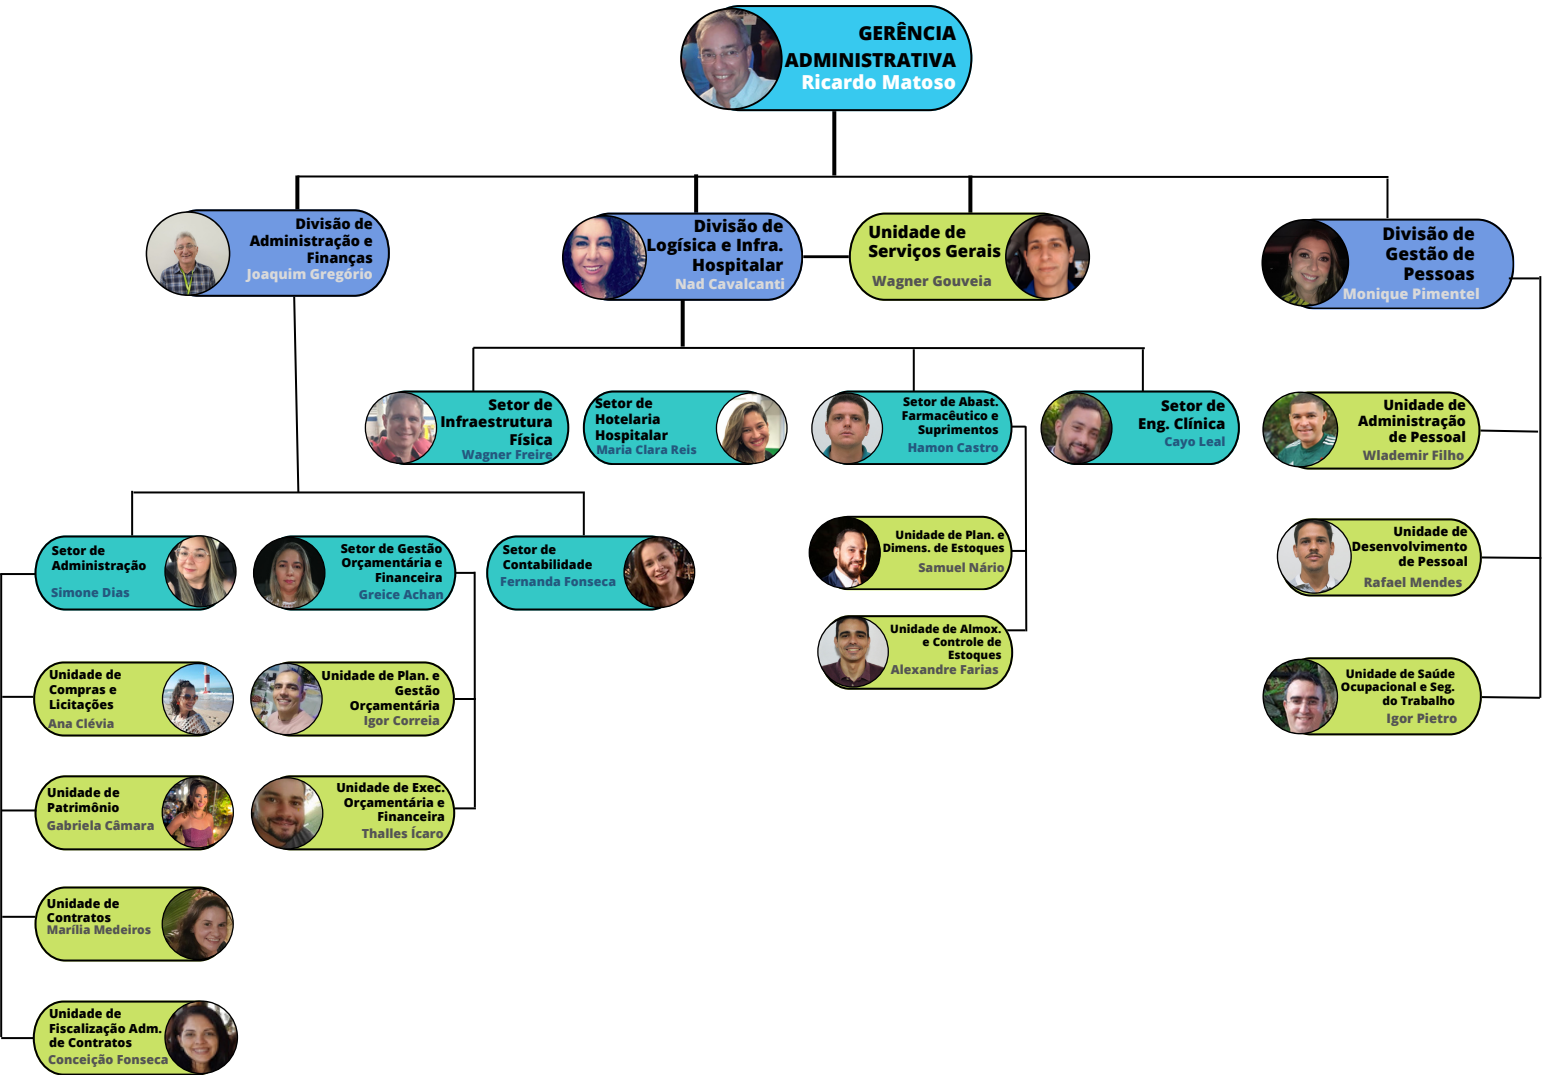 GERÊNCIA
ADMINISTRATIVA
Ricardo Matoso
Divisão de
Administração e
Finanças
Joaquim Gregório
Divisão de
Logísica e Infra.
Hospitalar
Nad Cavalcanti
Unidade de
Serviços Gerais
Wagner Gouveia
Divisão de
Gestão de
Pessoas
Monique Pimentel
Setor de
Infraestrutura
Física
Wagner Freire
Setor de
Hotelaria
Hospitalar
Maria Clara Reis
Setor de Abast.
Farmacêutico e
Suprimentos
Hamon Castro
Setor de
Eng. Clínica
Cayo Leal
Unidade de
Administração
de Pessoal
Wlademir Filho
Setor de
Administração
Simone Dias
Setor de Gestão
Orçamentária e
Financeira
Greice Achan
Setor de
Contabilidade
Fernanda Fonseca
Unidade de Plan. e
Dimens. de Estoques
Samuel Nário
Unidade de
Desenvolvimento
de Pessoal
Rafael Mendes
Unidade de Almox.
e Controle de
Estoques
Alexandre Farias
Unidade de
Compras e
Licitações
Ana Clévia
Unidade de Plan. e
Gestão
Orçamentária
Igor Correia
Unidade de Saúde
Ocupacional e Seg.
do Trabalho
Igor Pietro
Unidade de
Patrimônio
Gabriela Câmara
Unidade de Exec.
Orçamentária e
Financeira
Thalles Ícaro
Unidade de
Contratos
Marília Medeiros
Unidade de
Fiscalização Adm.
de Contratos
Conceição Fonseca